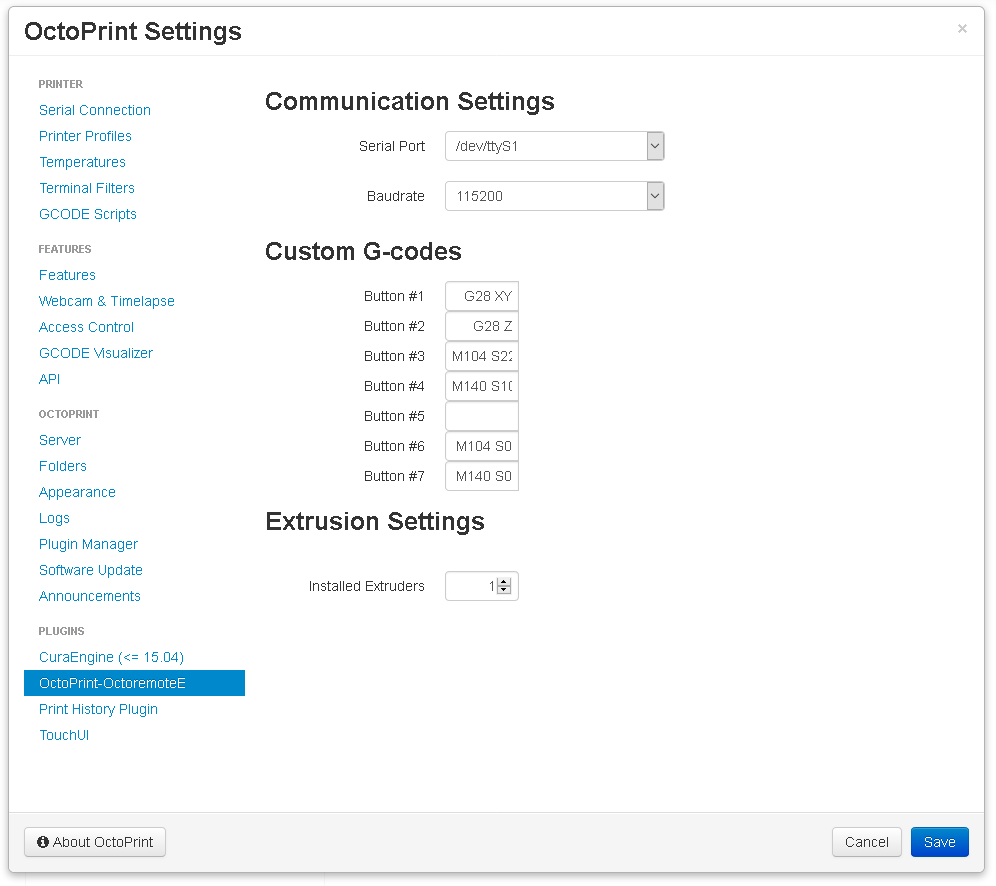 OctoPrint Settings
×
PRINTER
Serial Connection
Printer Profiles
Temperatures
Terminal Filters
GCODE Scripts
FEATURES
Features
Webcam & Timelapse
Access Control
GCODE Visualizer
API
OCTOPRINT
Server
Folders
Appearance
Logs
Plugin Manager
Software Update
Announcements
PLUGINS
CuraEngine (<= 15.04)
OctoPrint-OctoremoteE
Print History Plugin
TouchUI
Communication Settings
Serial Port /dev/ttyS1
Baudrate 115200
Custom G-codes
Button #1 G28 XY
Button #2 G28 Z
Button #3 M104 S22
Button #4 M140 S10
Button #5
Button #6 M104 S0
Button #7 M140 S0
Extrusion Settings
Installed Extruders 1
About OctoPrint
Cancel
Save